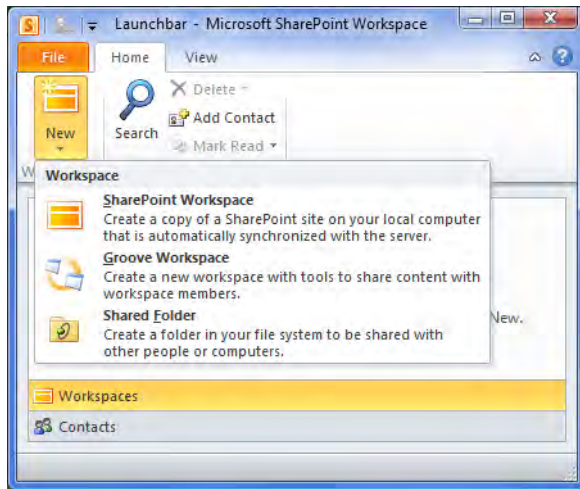 Launchbar - Microsoft SharePoint Workspace
File Home View
New
Search
Delete
Add Contact
Mark Read
W
Workspace
SharePoint Workspace
Create a copy of a SharePoint site on your local computer
that is automatically synchronized with the server.
Groove Workspace
Create a new workspace with tools to share content with
workspace members.
Shared Folder
Create a folder in your file system to be shared with
other people or computers.
New.
Workspaces
Contacts